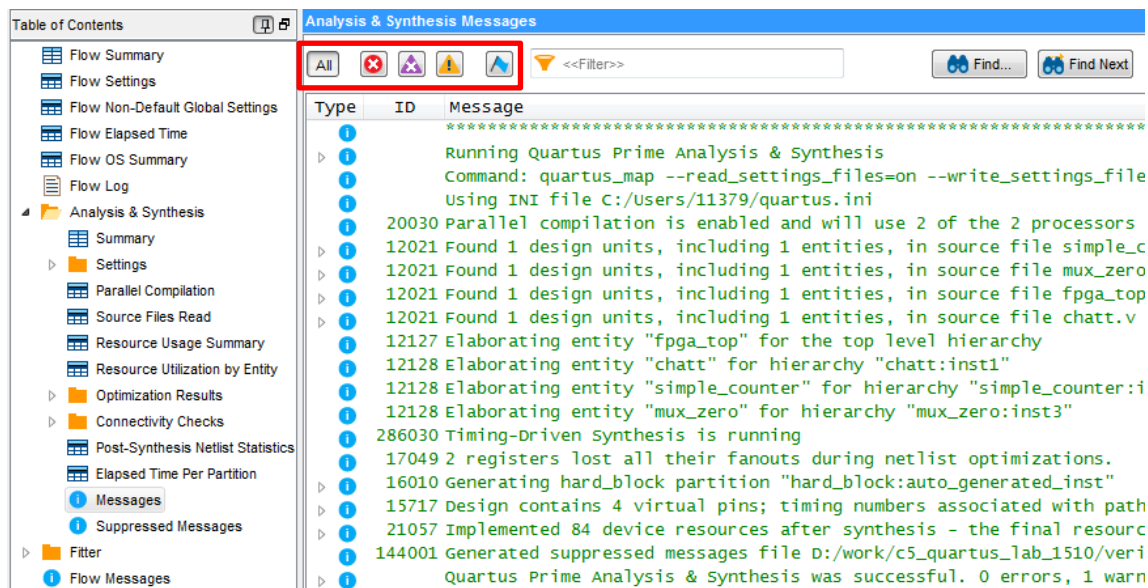 Table of Contents
Flow Summary
Flow Settings
Flow Non-Default Global Settings
Flow Elapsed Time
Flow OS Summary
Flow Log
Analysis & Synthesis
Summary
Settings
Parallel Compilation
Source Files Read
Resource Usage Summary
Resource Utilization by Entity
Optimization Results
Connectivity Checks
Post-Synthesis Netlist Statistics
Elapsed Time Per Partition
Messages
Suppressed Messages
Fitter
Flow Messages
Analysis & Synthesis Messages
All <<Filter>> Find... Find Next
Type ID Message
*******************************************************************
Running Quartus Prime Analysis & Synthesis
Command: quartus_map --read_settings_files=on --write_settings_file
Using INI file C:/Users/11379/quartus.ini
20030 Parallel compilation is enabled and will use 2 of the 2 processors
12021 Found 1 design units, including 1 entities, in source file simple_c
12021 Found 1 design units, including 1 entities, in source file mux_zero
12021 Found 1 design units, including 1 entities, in source file fpga_top
12021 Found 1 design units, including 1 entities, in source file chatt.v
12127 Elaborating entity "fpga_top" for the top level hierarchy
12128 Elaborating entity "chatt" for hierarchy "chatt:inst1"
12128 Elaborating entity "simple_counter" for hierarchy "simple_counter:i
12128 Elaborating entity "mux_zero" for hierarchy "mux_zero:inst3"
286030 Timing-Driven Synthesis is running
17049 2 registers lost all their fanouts during netlist optimizations.
16010 Generating hard_block partition "hard_block:auto_generated_inst"
15717 Design contains 4 virtual pins; timing numbers associated with path
21057 Implemented 84 device resources after synthesis - the final resourc
144001 Generated suppressed messages file D:/work/c5_quartus_lab_1510/veri
Quartus Prime Analysis & Synthesis was successful. 0 errors, 1 warn